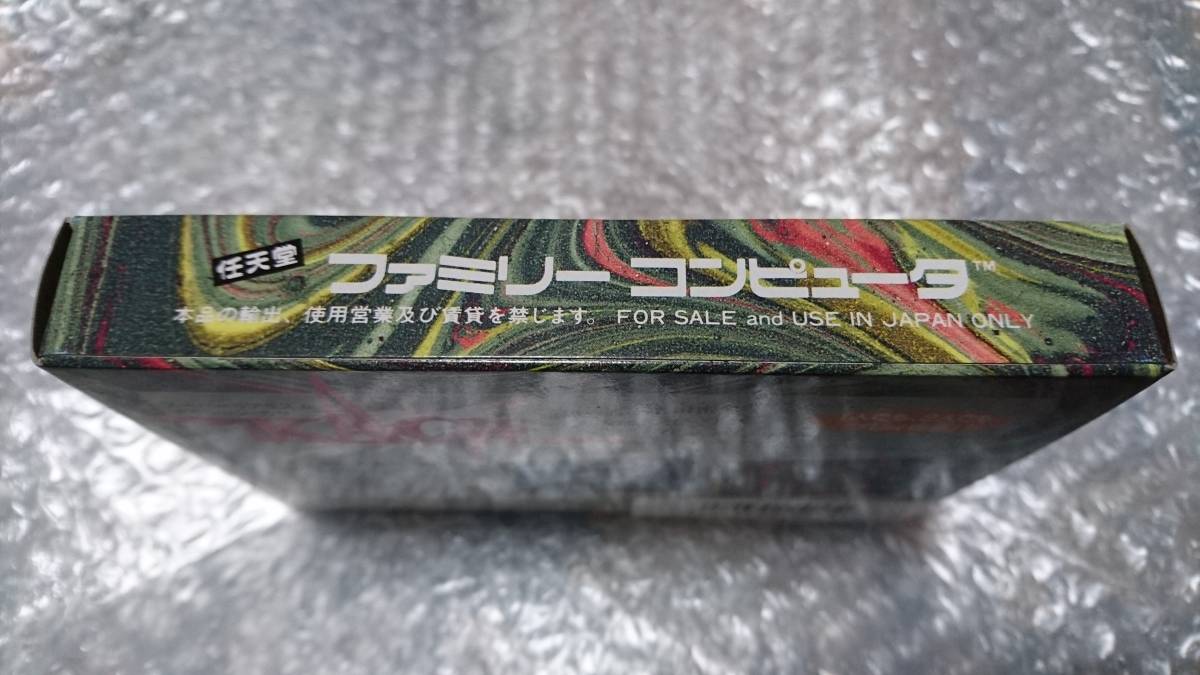 任天堂 ファミリー コンピュータ™
本品の輸出、使用営業及び賃貸を禁じます。 FOR SALE and USE IN JAPAN ONLY